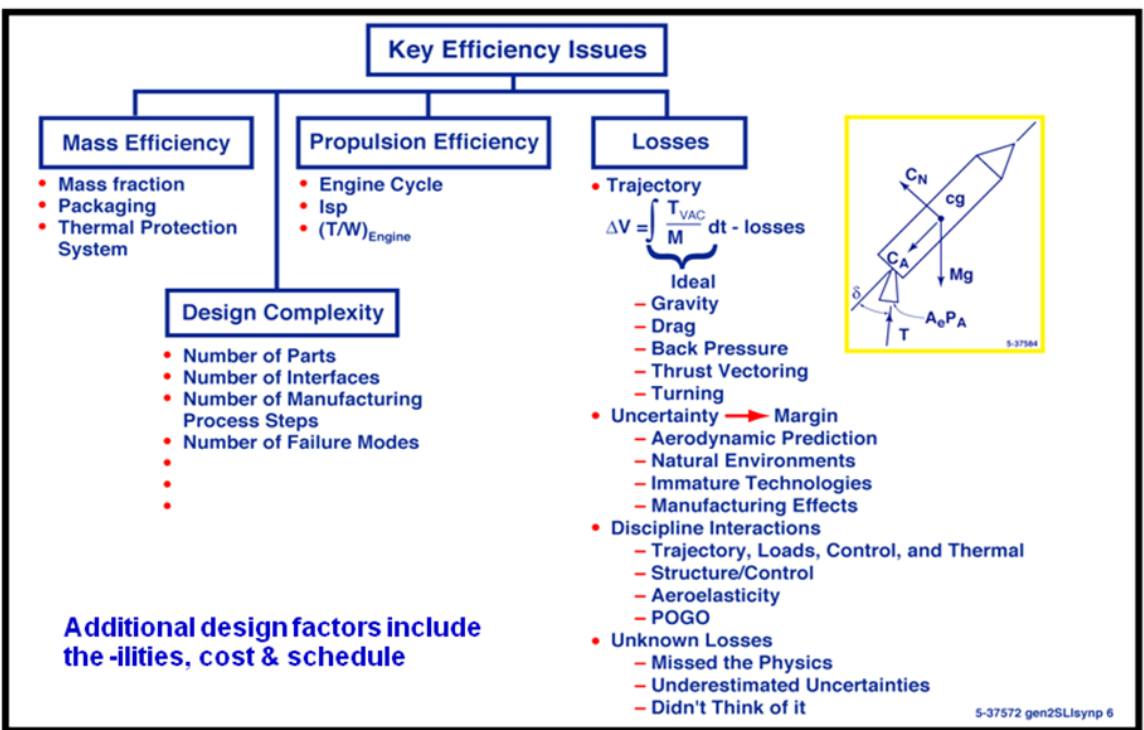 Key Efficiency Issues
Mass Efficiency
• Mass fraction
• Packaging
• Thermal Protection
System
Propulsion Efficiency
• Engine Cycle
• Isp
• (T/W)Engine
Design Complexity
• Number of Parts
• Number of Interfaces
• Number of Manufacturing
Process Steps
• Number of Failure Modes
•
•
•
Losses
• Trajectory
ΔV = ∫ T_VAC/M dt - losses
Ideal
– Gravity
– Drag
– Back Pressure
– Thrust Vectoring
– Turning
• Uncertainty → Margin
– Aerodynamic Prediction
– Natural Environments
– Immature Technologies
– Manufacturing Effects
• Discipline Interactions
– Trajectory, Loads, Control, and Thermal
– Structure/Control
– Aeroelasticity
– POGO
• Unknown Losses
– Missed the Physics
– Underestimated Uncertainties
– Didn't Think of it
C_N
cg
C_A
Mg
δ
A_eP_A
T
5-37584
Additional design factors include
the -ilities, cost & schedule
5-37572 gen2SLIsynp 6